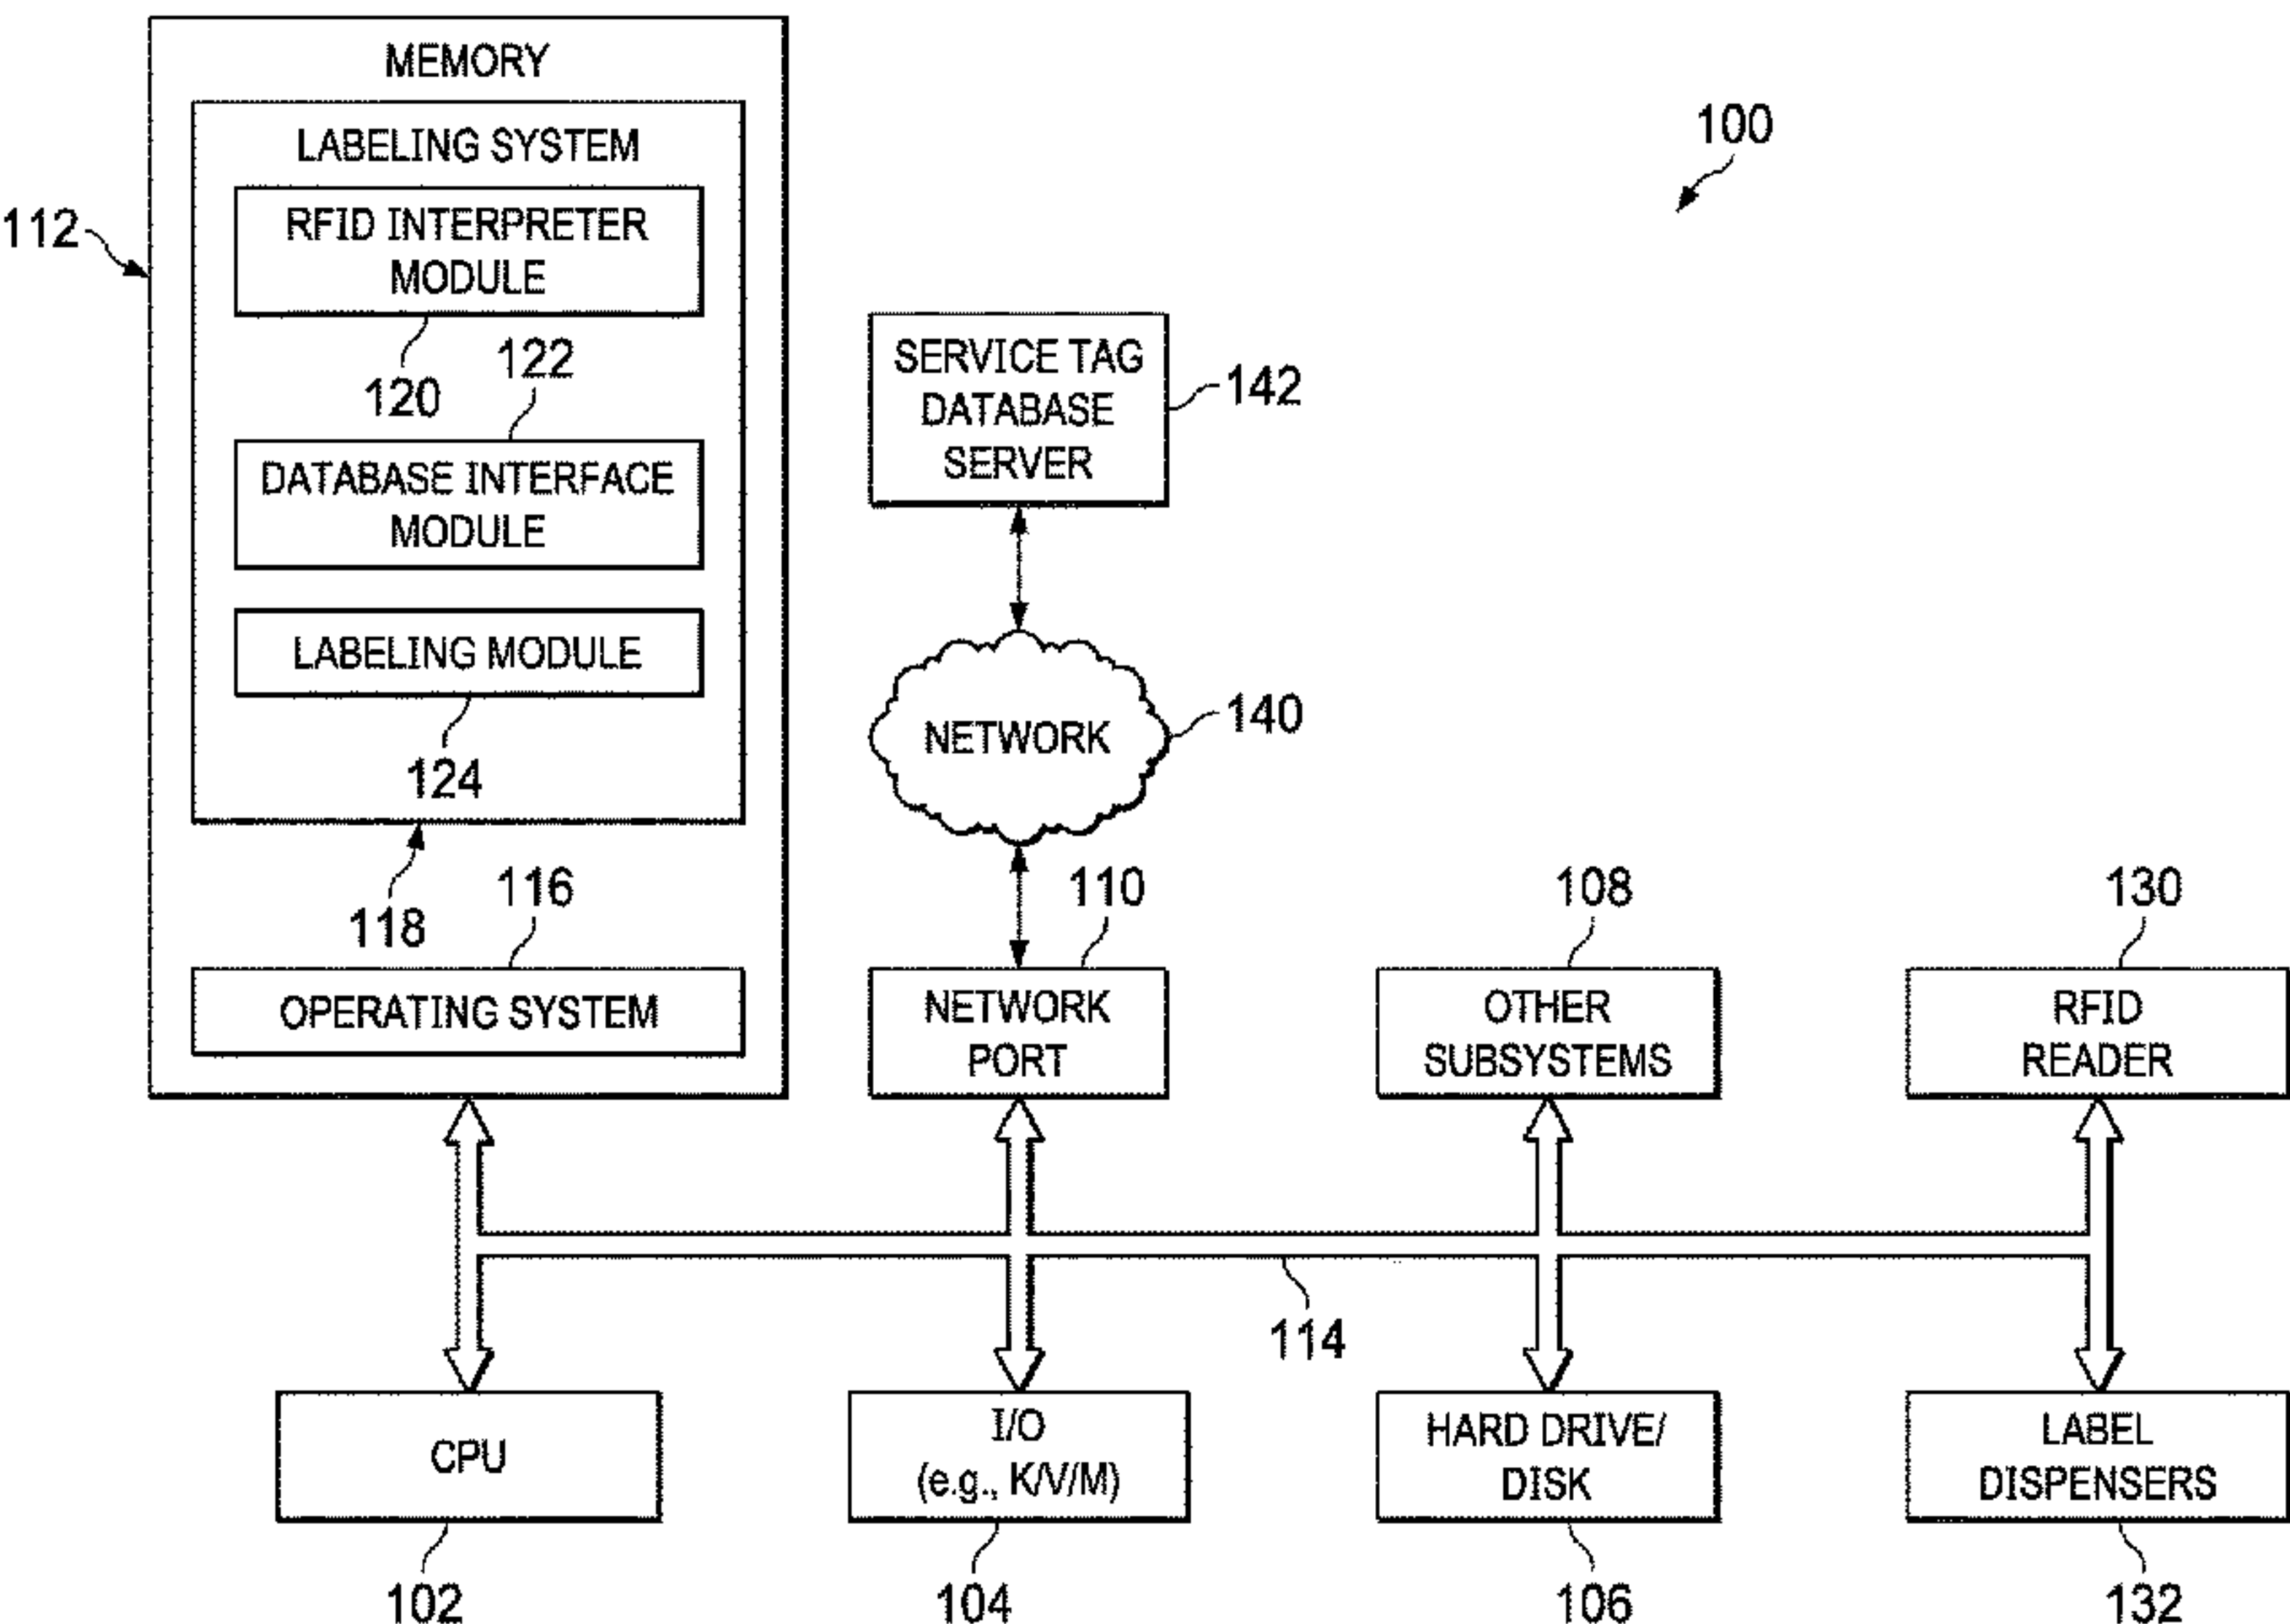 MEMORY
LABELING SYSTEM
RFID INTERPRETER
MODULE
120
122
DATABASE INTERFACE
MODULE
LABELING MODULE
124
118
116
OPERATING SYSTEM
112
100
SERVICE TAG
DATABASE
SERVER
142
NETWORK
140
110
NETWORK
PORT
108
OTHER
SUBSYSTEMS
130
RFID
READER
114
CPU
102
I/O
(e.g., K/V/M)
104
HARD DRIVE/
DISK
106
LABEL
DISPENSERS
132